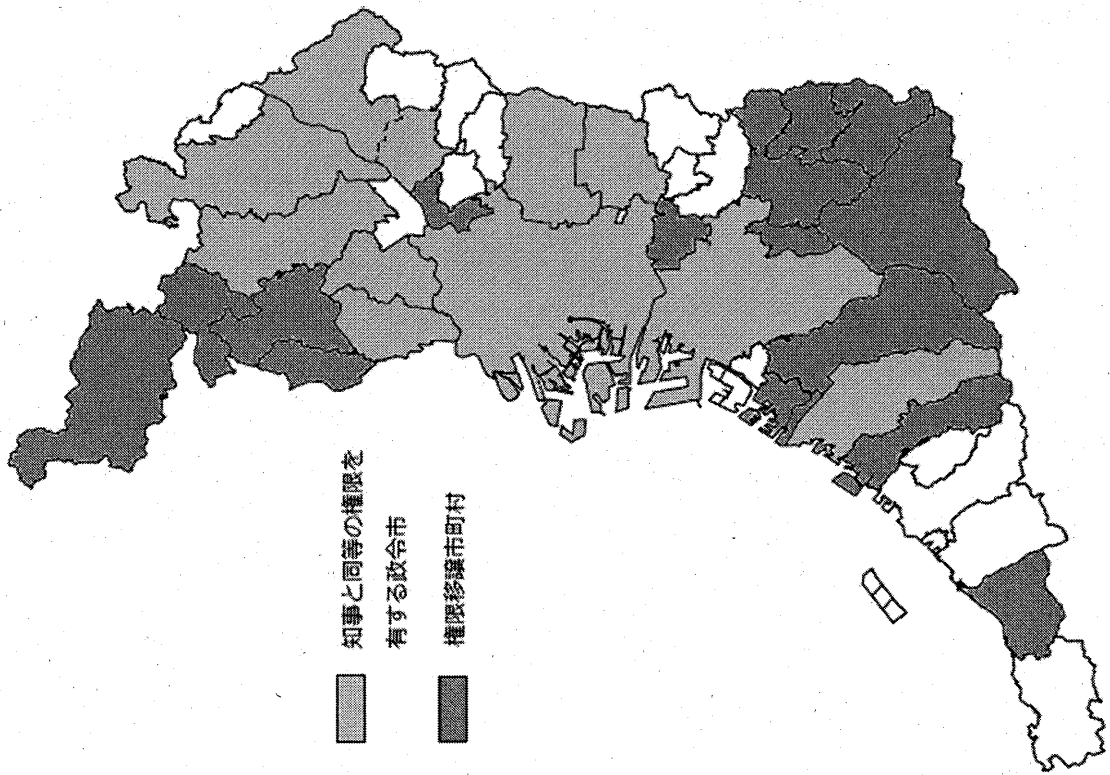 知事と同等の権限を
有する政令市
権限移譲市町村